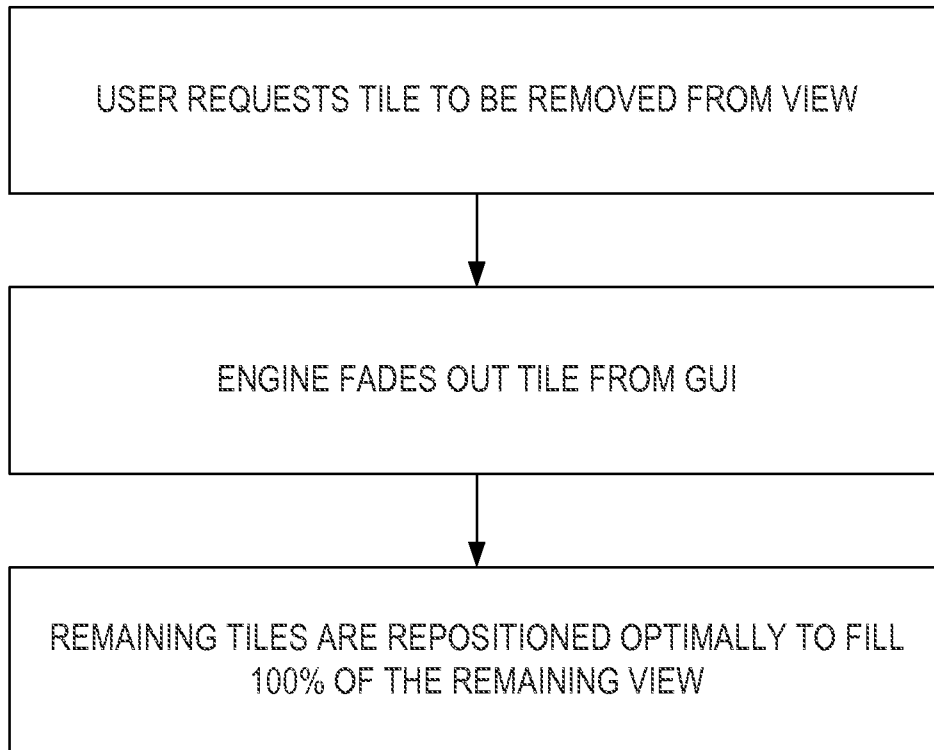 USER REQUESTS TILE TO BE REMOVED FROM VIEW
ENGINE FADES OUT TILE FROM GUI
REMAINING TILES ARE REPOSITIONED OPTIMALLY TO FILL
100% OF THE REMAINING VIEW